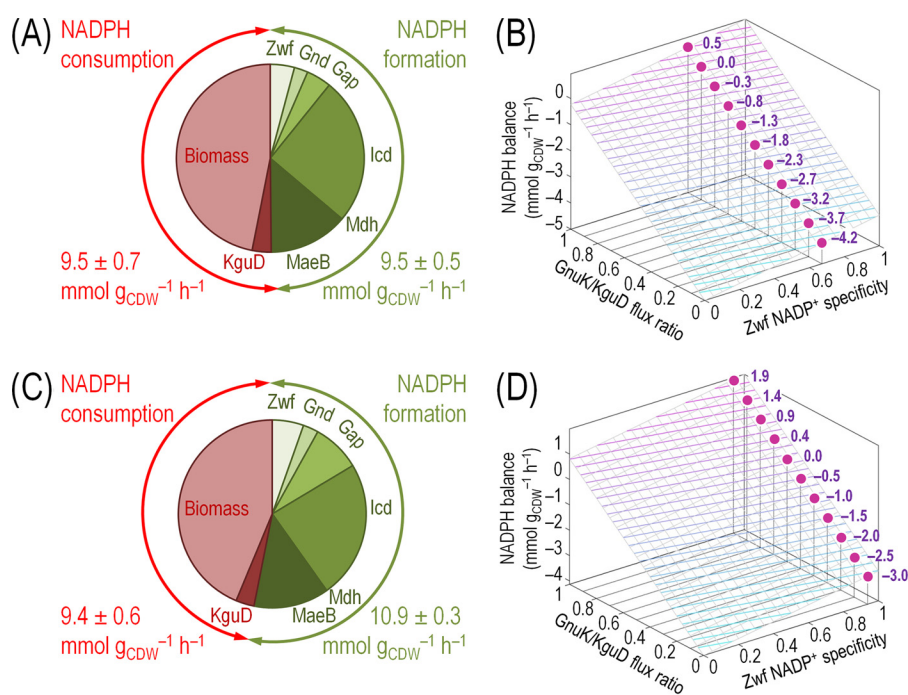 (A)
NADPH
consumption
NADPH
formation
Zwf
Gnd
Gap
Icd
Mdh
MaeB
KguD
Biomass
9.5 ± 0.7
mmol gCDW⁻¹ h⁻¹
9.5 ± 0.5
mmol gCDW⁻¹ h⁻¹
(B)
NADPH balance
(mmol gCDW⁻¹ h⁻¹)
0
–1
–2
–3
–4
–5
1
0.8
0.6
0.4
0.2
0
GnuK/KguD flux ratio
0
0.2
0.4
0.6
0.8
1
Zwf NADP⁺ specificity
0.5
0.0
–0.3
–0.8
–1.3
–1.8
–2.3
–2.7
–3.2
–3.7
–4.2
(C)
NADPH
consumption
NADPH
formation
Zwf
Gnd
Gap
Icd
Mdh
MaeB
KguD
Biomass
9.4 ± 0.6
mmol gCDW⁻¹ h⁻¹
10.9 ± 0.3
mmol gCDW⁻¹ h⁻¹
(D)
NADPH balance
(mmol gCDW⁻¹ h⁻¹)
1
0
–1
–2
–3
–4
1
0.8
0.6
0.4
0.2
0
GnuK/KguD flux ratio
0
0.2
0.4
0.6
0.8
1
Zwf NADP⁺ specificity
1.9
1.4
0.9
0.4
0.0
–0.5
–1.0
–1.5
–2.0
–2.5
–3.0